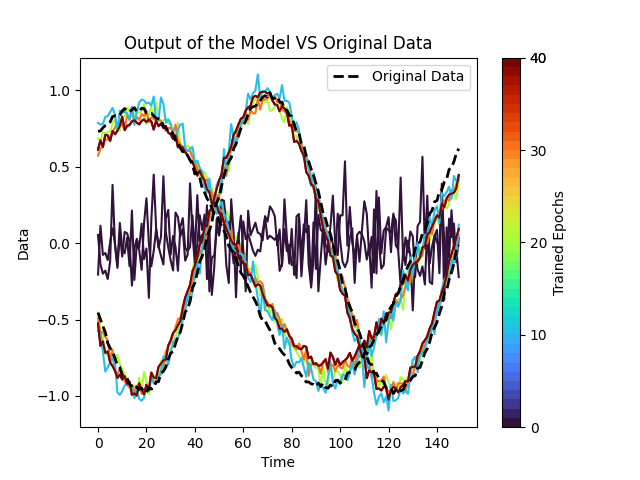 Output of the Model VS Original Data
Original Data
Data
1.0
0.5
0.0
−0.5
−1.0
0 20 40 60 80 100 120 140
Time
40
40
30
20
10
0
Trained Epochs